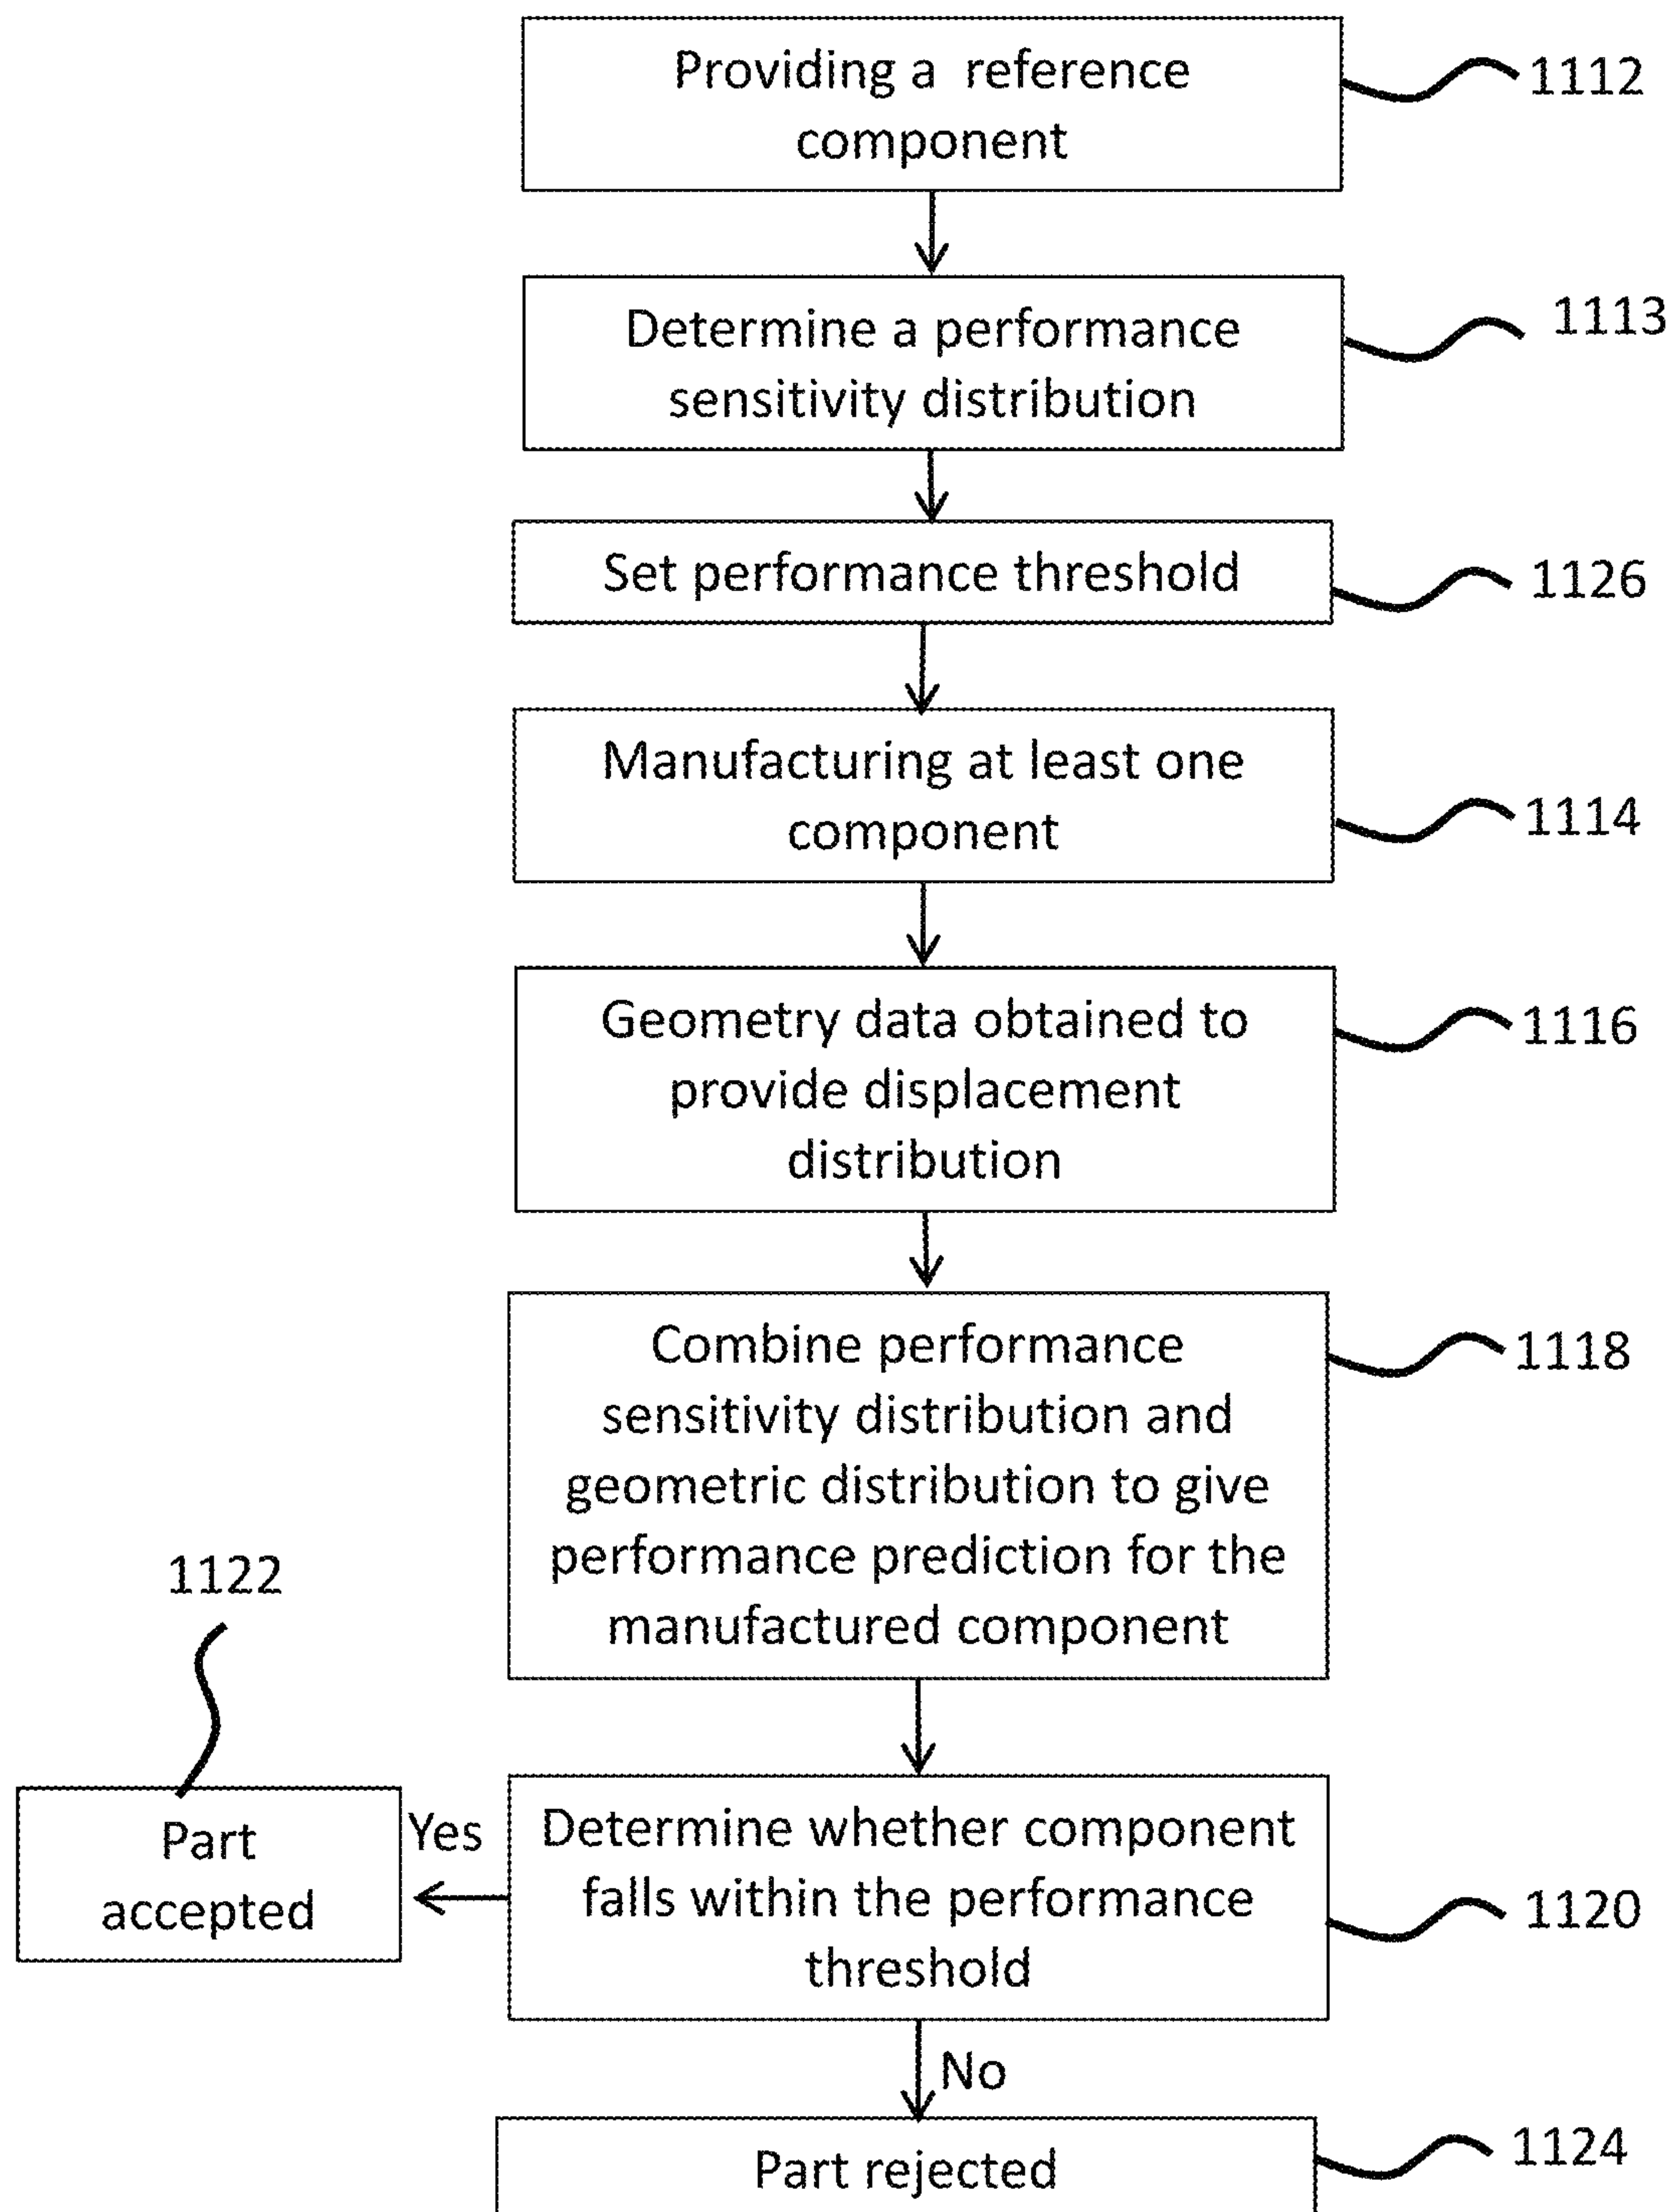 Providing a reference
component
1112
Determine a performance
sensitivity distribution
1113
Set performance threshold
1126
Manufacturing at least one
component
1114
Geometry data obtained to
provide displacement
distribution
1116
Combine performance
sensitivity distribution and
geometric distribution to give
performance prediction for the
manufactured component
1118
1122
Part
accepted
Yes
Determine whether component
falls within the performance
threshold
1120
No
Part rejected
1124